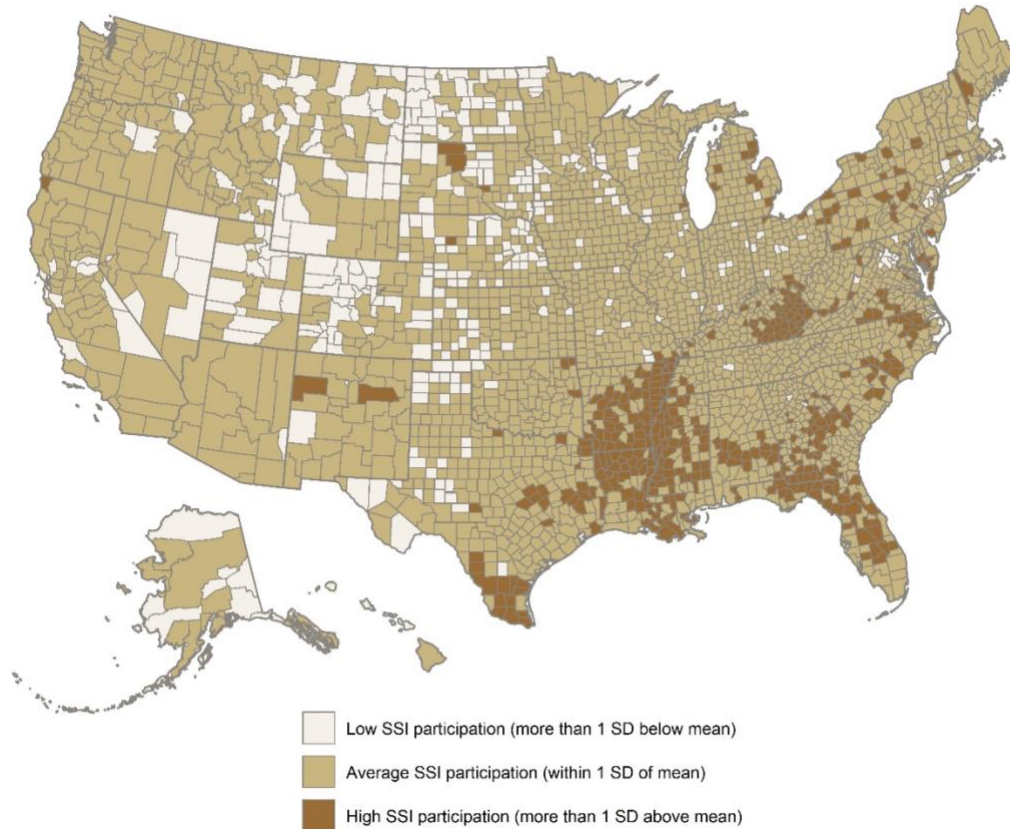 Low SSI participation (more than 1 SD below mean)
Average SSI participation (within 1 SD of mean)
High SSI participation (more than 1 SD above mean)